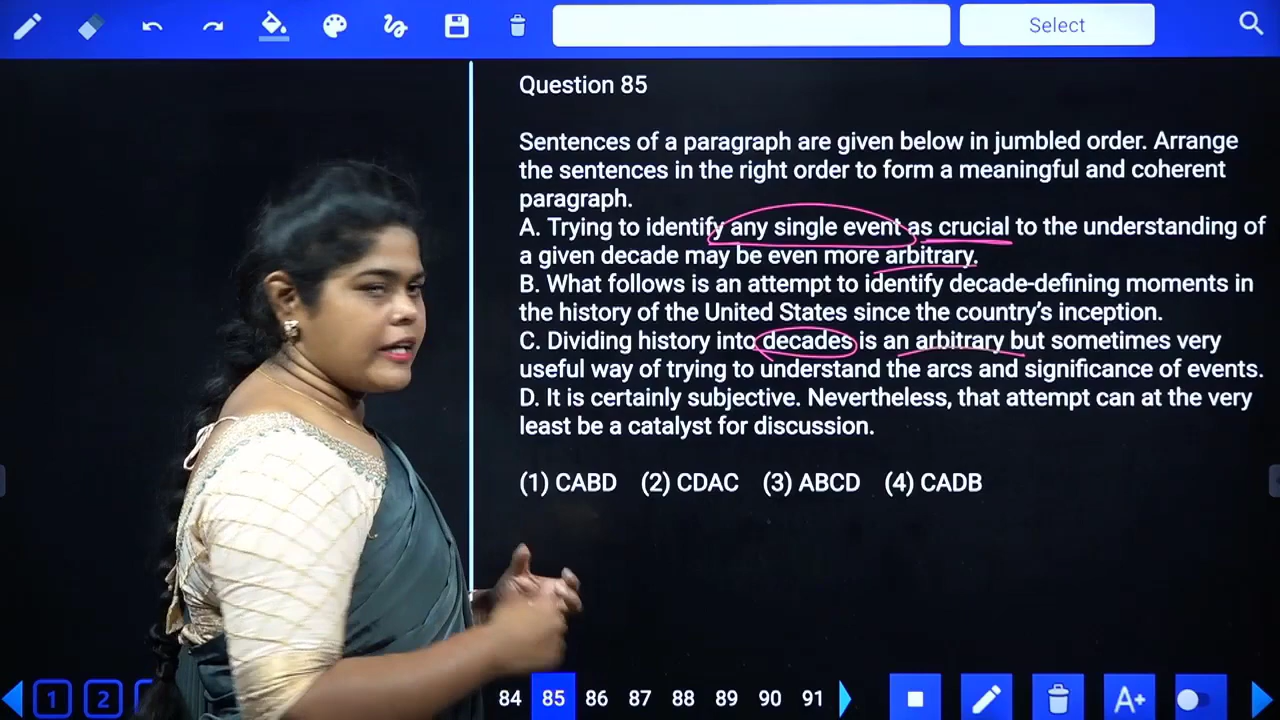 Select
Question 85
Sentences of a paragraph are given below in jumbled order. Arrange
the sentences in the right order to form a meaningful and coherent
paragraph.
A. Trying to identify any single event as crucial to the understanding of
a given decade may be even more arbitrary.
B. What follows is an attempt to identify decade-defining moments in
the history of the United States since the country's inception.
C. Dividing history into decades is an arbitrary but sometimes very
useful way of trying to understand the arcs and significance of events.
D. It is certainly subjective. Nevertheless, that attempt can at the very
least be a catalyst for discussion.
(1) CABD (2) CDAC (3) ABCD (4) CADB
1 2 84 85 86 87 88 89 90 91 A+